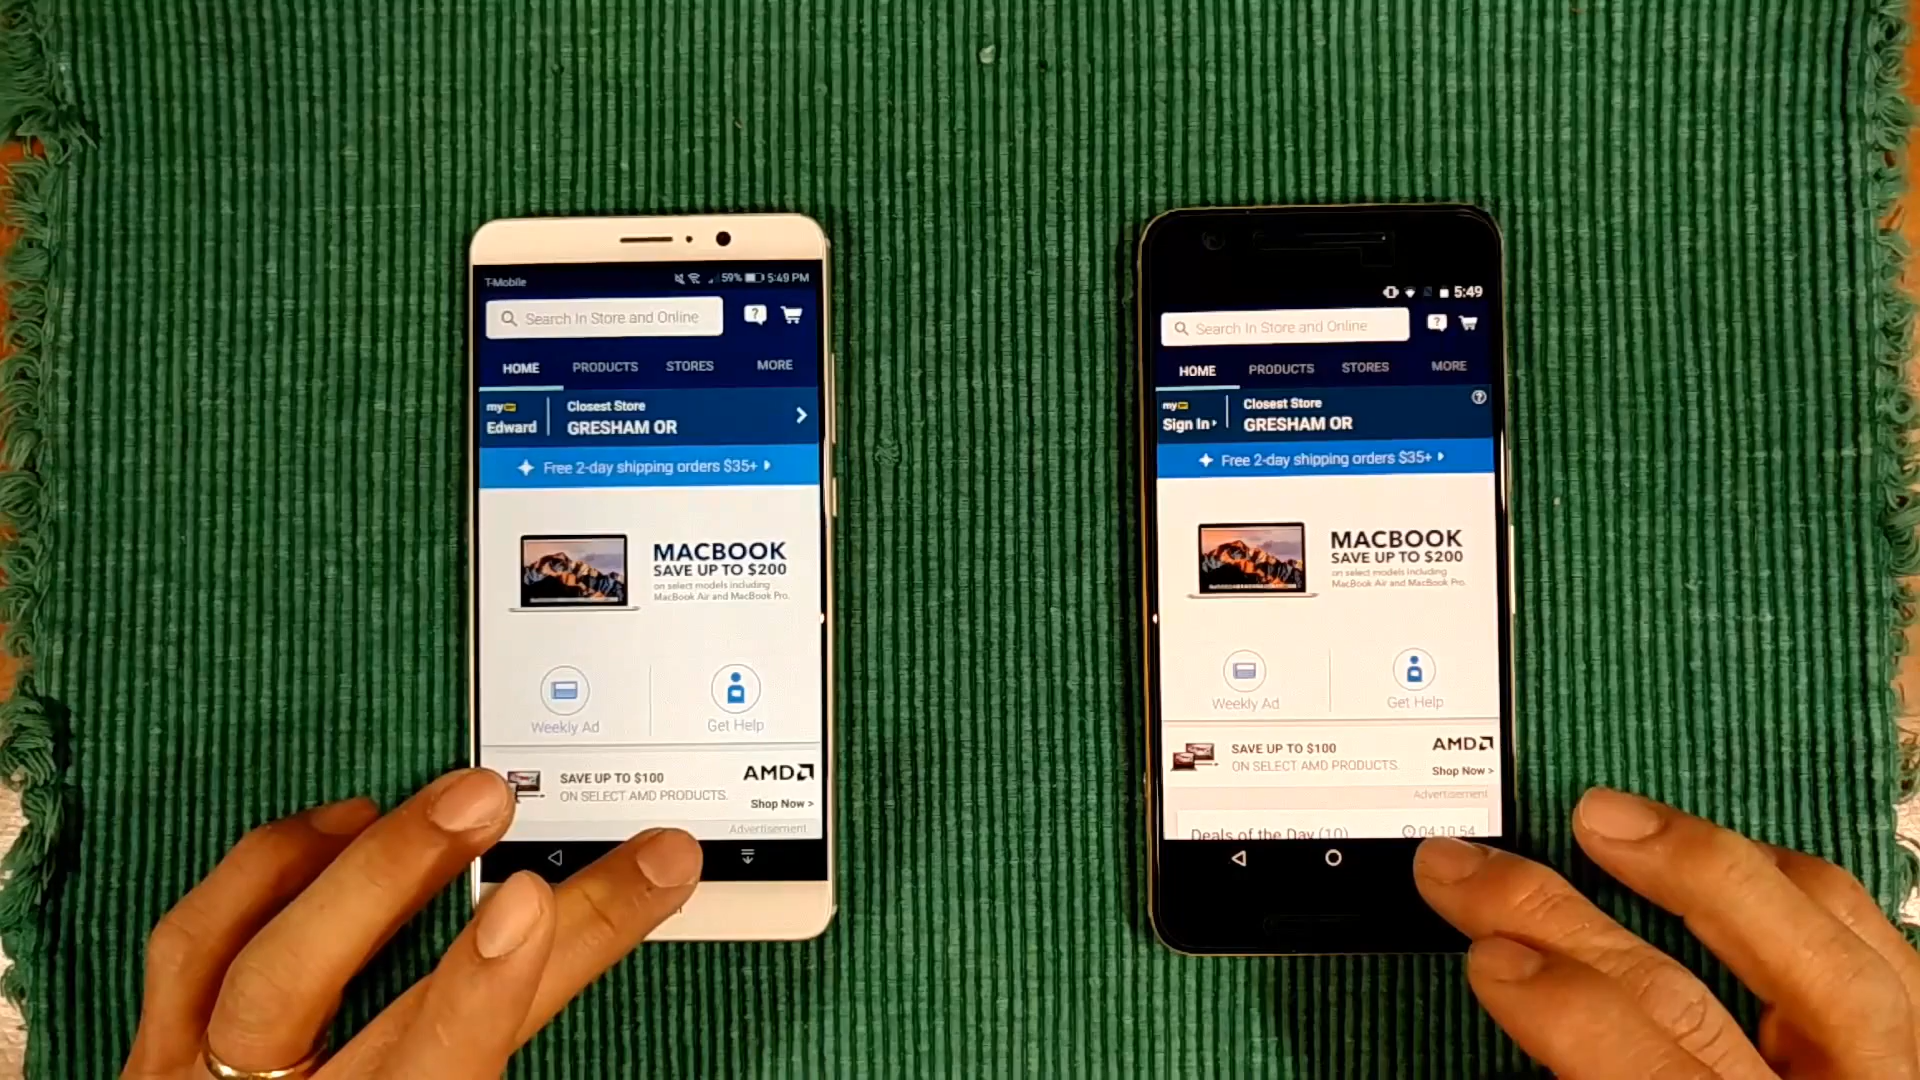 T-Mobile
59% 5:49 PM
Search In Store and Online
HOME PRODUCTS STORES MORE
my
Edward
Closest Store
GRESHAM OR
Free 2-day shipping orders $35+
MACBOOK
SAVE UP TO $200
on select models including
MacBook Air and MacBook Pro.
Weekly Ad
Get Help
SAVE UP TO $100
ON SELECT AMD PRODUCTS.
AMD
Shop Now >
Advertisement
5:49
Search In Store and Online
HOME PRODUCTS STORES MORE
my
Sign In
Closest Store
GRESHAM OR
Free 2-day shipping orders $35+
MACBOOK
SAVE UP TO $200
on select models including
MacBook Air and MacBook Pro.
Weekly Ad
Get Help
SAVE UP TO $100
ON SELECT AMD PRODUCTS.
AMD
Shop Now >
Advertisement
Deals of the Day (10) 04:10:54